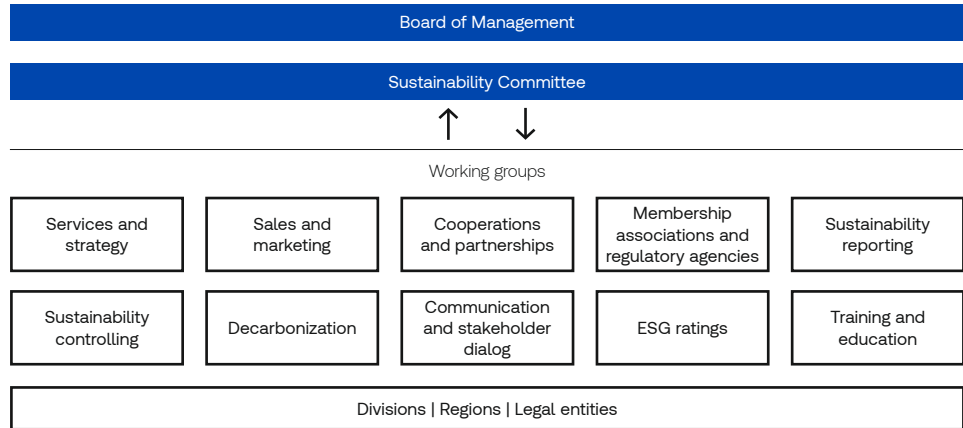 Board of Management
Sustainability Committee
Working groups
Services and
strategy
Sales and
marketing
Cooperations
and partnerships
Membership
associations and
regulatory agencies
Sustainability
reporting
Sustainability
controlling
Decarbonization
Communication
and stakeholder
dialog
ESG ratings
Training and
education
Divisions | Regions | Legal entities